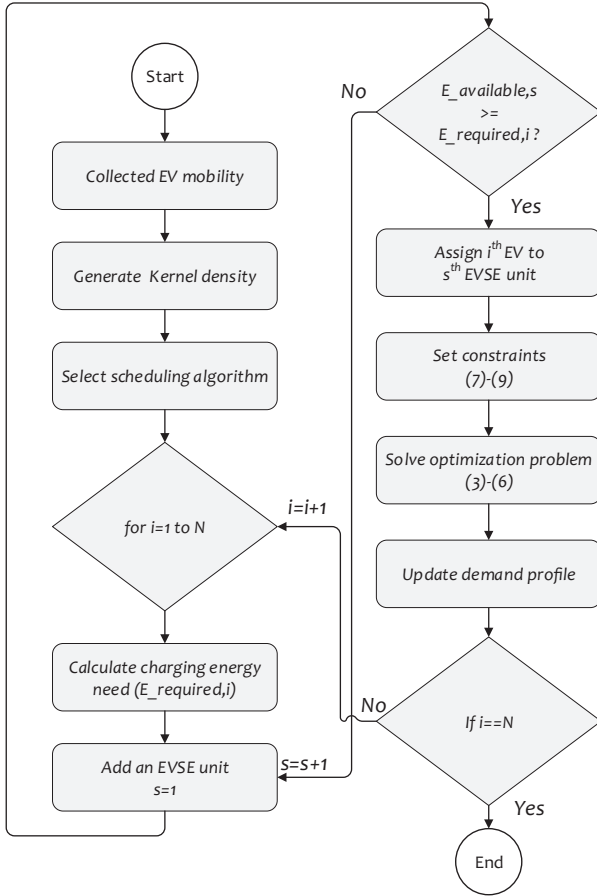 Start
Collected EV mobility
Generate Kernel density
Select scheduling algorithm
for i=1 to N
i=i+1
Calculate charging energy
need (E_required,i)
Add an EVSE unit
s=1
s=s+1
E_available,s
>=
E_required,i ?
No
Yes
Assign i^th EV to
s^th EVSE unit
Set constraints
(7)-(9)
Solve optimization problem
(3)-(6)
Update demand profile
If i==N
No
Yes
End